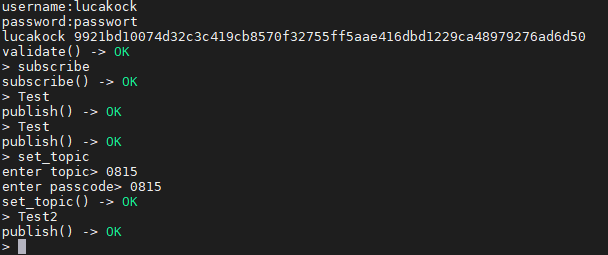 username:lucakock
password:passwort
lucakock 9921bd10074d32c3c419cb8570f32755ff5aae416dbd1229ca48979276ad6d50
validate() -> OK
> subscribe
subscribe() -> OK
> Test
publish() -> OK
> Test
publish() -> OK
> set_topic
enter topic> 0815
enter passcode> 0815
set_topic() -> OK
> Test2
publish() -> OK
>